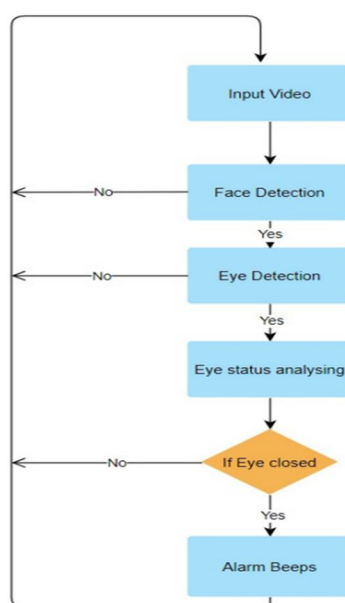 Input Video
No
Face Detection
Yes
No
Eye Detection
Yes
Eye status analysing
No
If Eye closed
Yes
Alarm Beeps